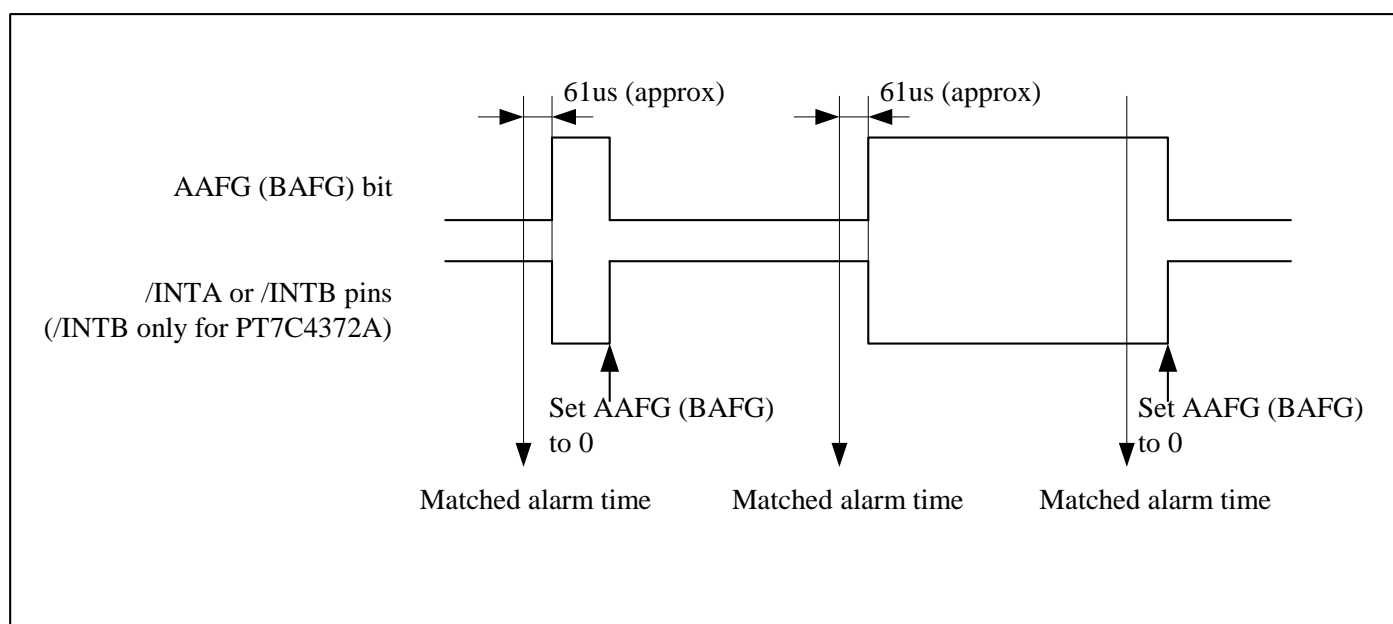 61us (approx)
61us (approx)
AAFG (BAFG) bit
/INTA or /INTB pins
(/INTB only for PT7C4372A)
Set AAFG (BAFG)
to 0
Set AAFG (BAFG)
to 0
Matched alarm time
Matched alarm time
Matched alarm time